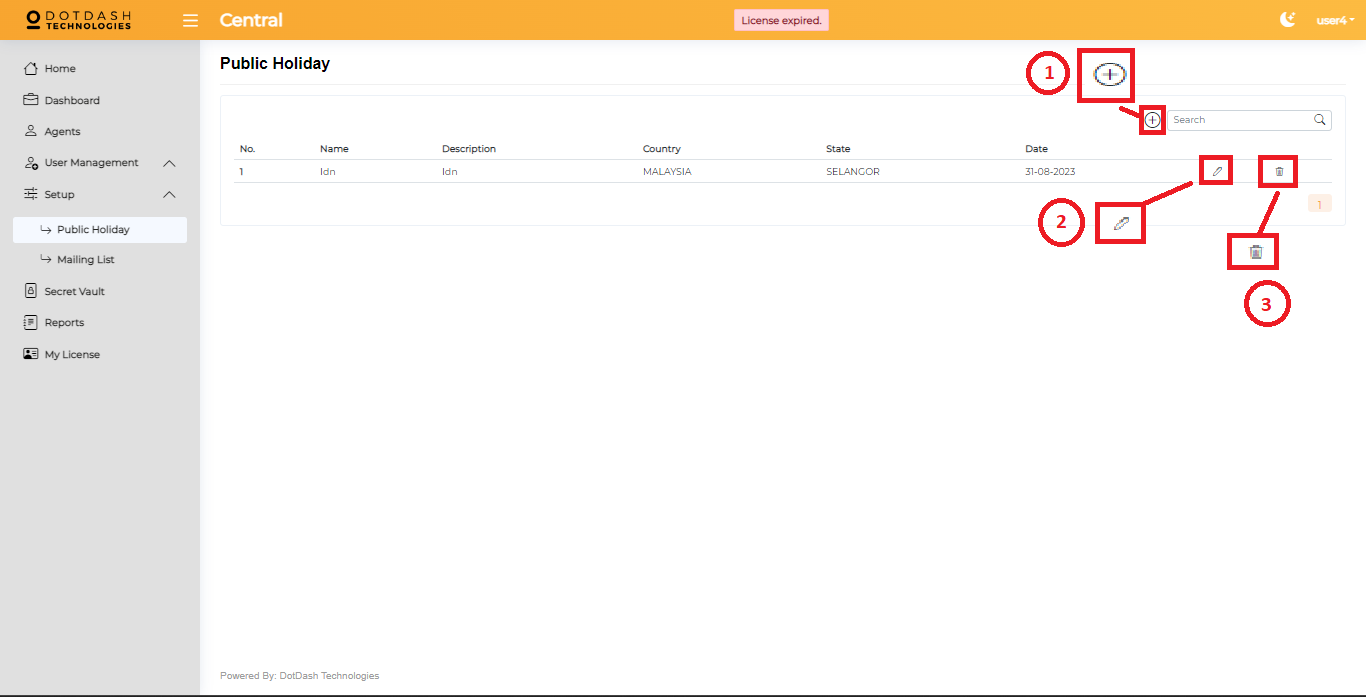 DOTDASH
TECHNOLOGIES
Central
License expired.
user4
Home
Dashboard
Agents
User Management
Setup
Public Holiday
Mailing List
Secret Vault
Reports
My License
Public Holiday
1
Search
No. Name Description Country State Date
1 Idn Idn MALAYSIA SELANGOR 31-08-2023
1
2
3
Powered By: DotDash Technologies